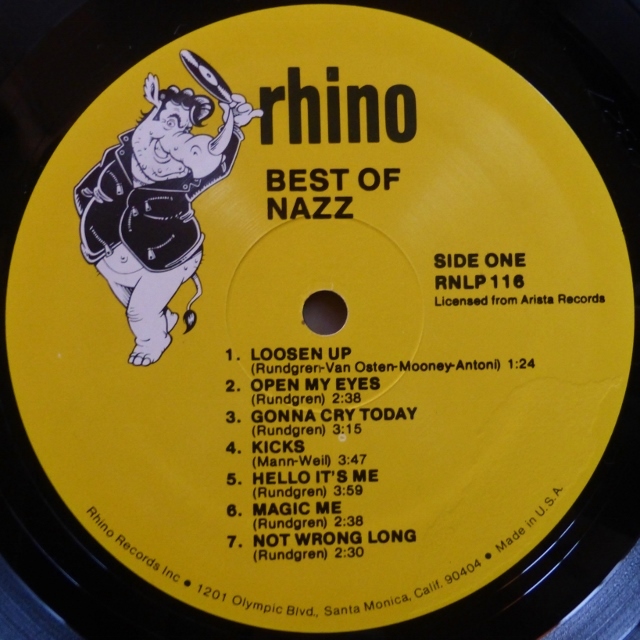 rhino
BEST OF
NAZZ
SIDE ONE
RNLP 116
Licensed from Arista Records
1. LOOSEN UP
(Rundgren-Van Osten-Mooney-Antoni) 1:24
2. OPEN MY EYES
(Rundgren) 2:38
3. GONNA CRY TODAY
(Rundgren) 3:15
4. KICKS
(Mann-Weil) 3:47
5. HELLO IT'S ME
(Rundgren) 3:59
6. MAGIC ME
(Rundgren) 2:38
7. NOT WRONG LONG
(Rundgren) 2:30
Rhino Records Inc • 1201 Olympic Blvd., Santa Monica, Calif. 90404 • Made in U.S.A.